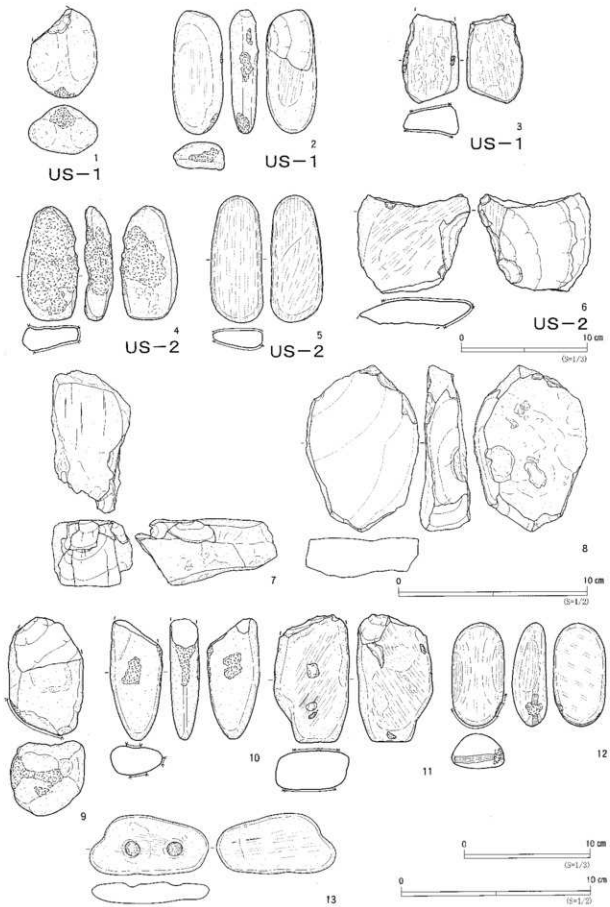 1
US-1
2
US-1
3
US-1
4
US-2
5
US-2
6
US-2
0 10 cm
(S=1/3)
7
8
0 10 cm
(S=1/2)
9
10
11
12
0 10 cm
(S=1/3)
13
0 10 cm
(S=1/2)